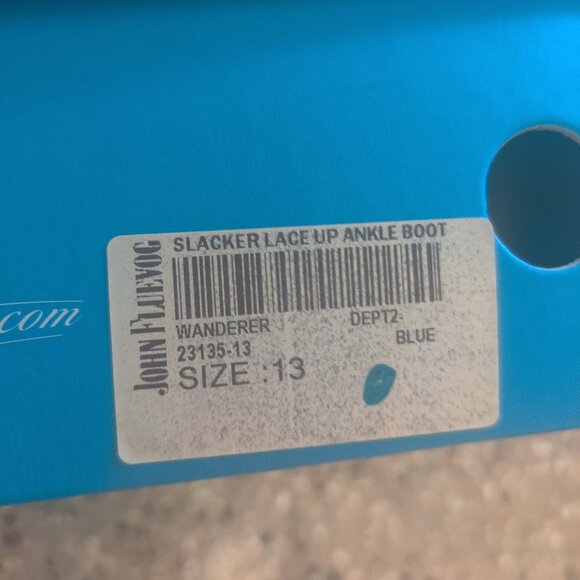 SLACKER LACE UP ANKLE BOOT
JOHN FLUEVOG
WANDERER DEPT2-
23135-13 BLUE
SIZE :13
.com